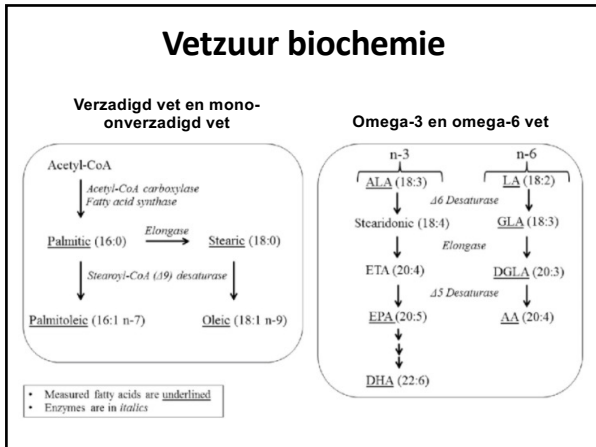 Vetzuur biochemie
Verzadigd vet en mono-
onverzadigd vet
Acetyl-CoA
Acetyl-CoA carboxylase
Fatty acid synthase
Palmitic (16:0)
Elongase
Stearic (18:0)
Stearoyl-CoA (Δ9) desaturase
Palmitoleic (16:1 n-7)
Oleic (18:1 n-9)
Omega-3 en omega-6 vet
n-3
n-6
ALA (18:3)
LA (18:2)
Δ6 Desaturase
Stearidonic (18:4)
GLA (18:3)
Elongase
ETA (20:4)
DGLA (20:3)
Δ5 Desaturase
EPA (20:5)
AA (20:4)
DHA (22:6)
• Measured fatty acids are underlined
• Enzymes are in italics